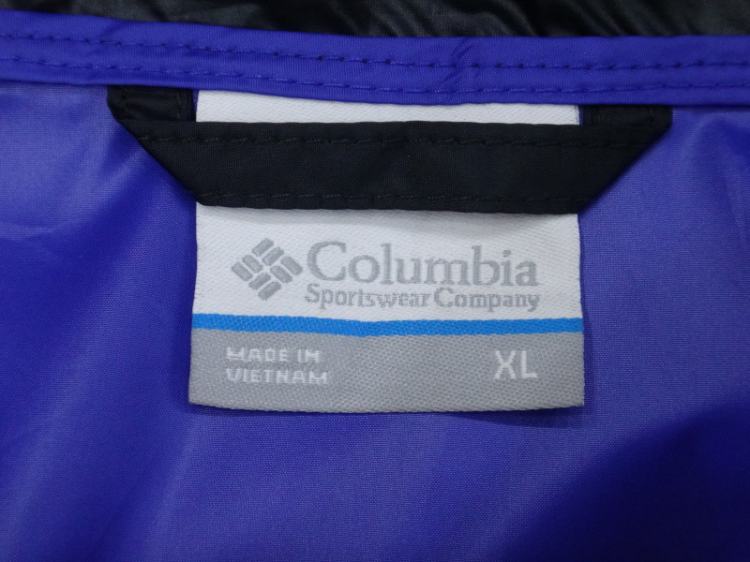 Columbia
Sportswear Company
MADE IN
VIETNAM
XL